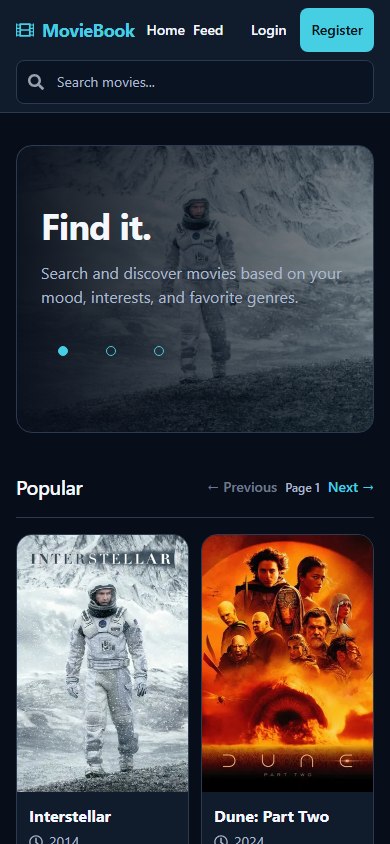 MovieBook Home Feed Login Register
Search movies...
Find it.
Search and discover movies based on your
mood, interests, and favorite genres.
Popular
← Previous Page 1 Next →
INTERSTELLAR
DUNE
PART TWO
Interstellar
Dune: Part Two
2014
2024